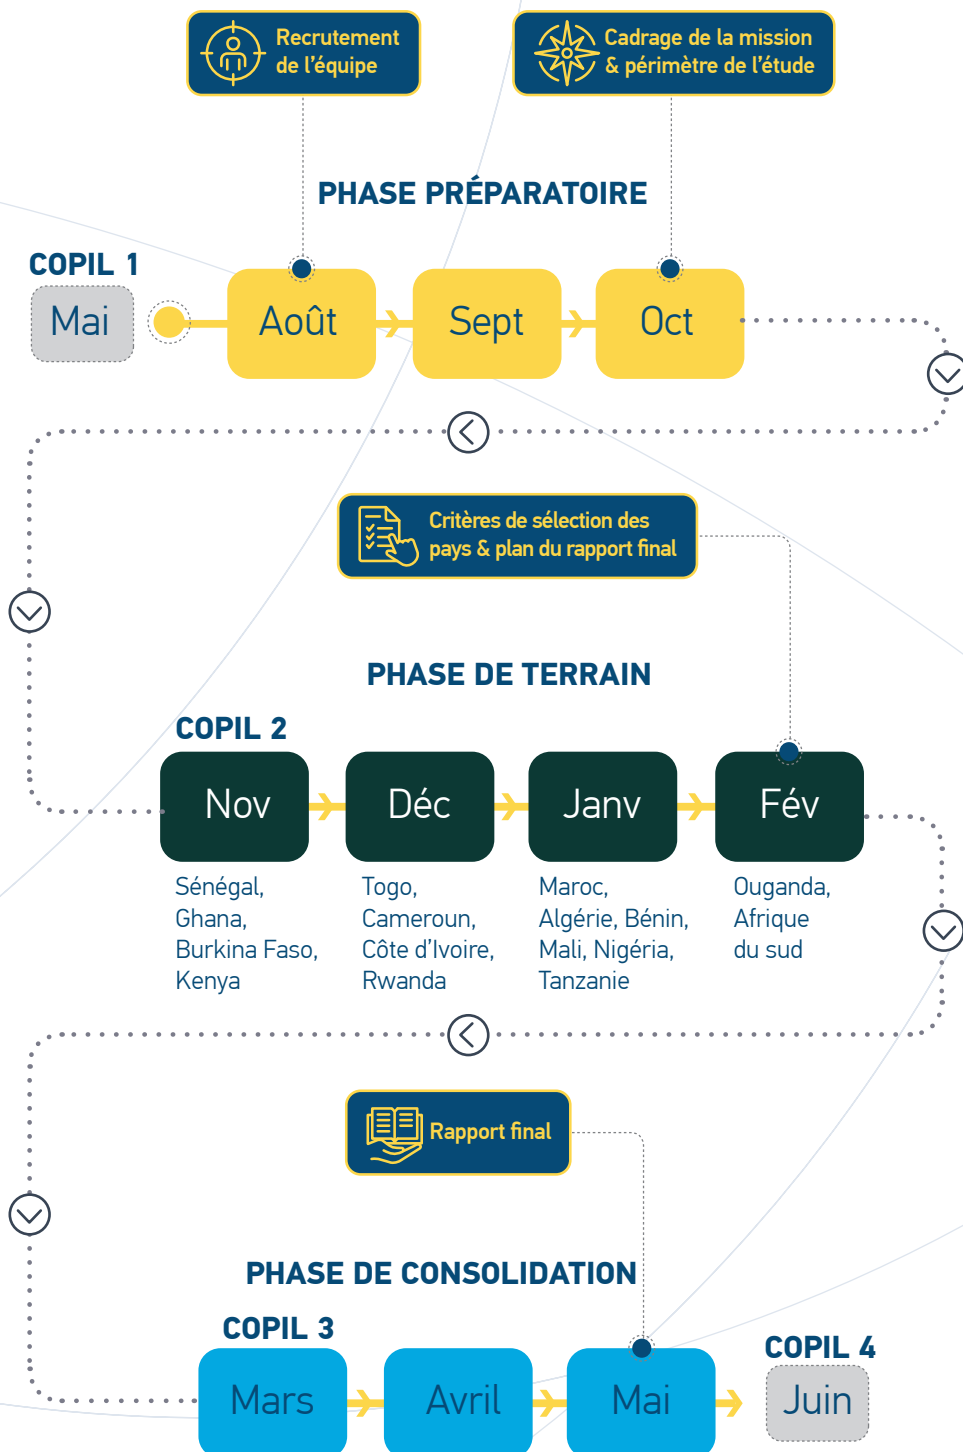 Recrutement
de l'équipe
Cadrage de la mission
& périmètre de l'étude
PHASE PRÉPARATOIRE
COPIL 1
Mai
Août
Sept
Oct
Critères de sélection des
pays & plan du rapport final
PHASE DE TERRAIN
COPIL 2
Nov
Déc
Janv
Fév
Sénégal,
Ghana,
Burkina Faso,
Kenya
Togo,
Cameroun,
Côte d'Ivoire,
Rwanda
Maroc,
Algérie, Bénin,
Mali, Nigéria,
Tanzanie
Ouganda,
Afrique
du sud
Rapport final
PHASE DE CONSOLIDATION
COPIL 3
Mars
Avril
Mai
COPIL 4
Juin